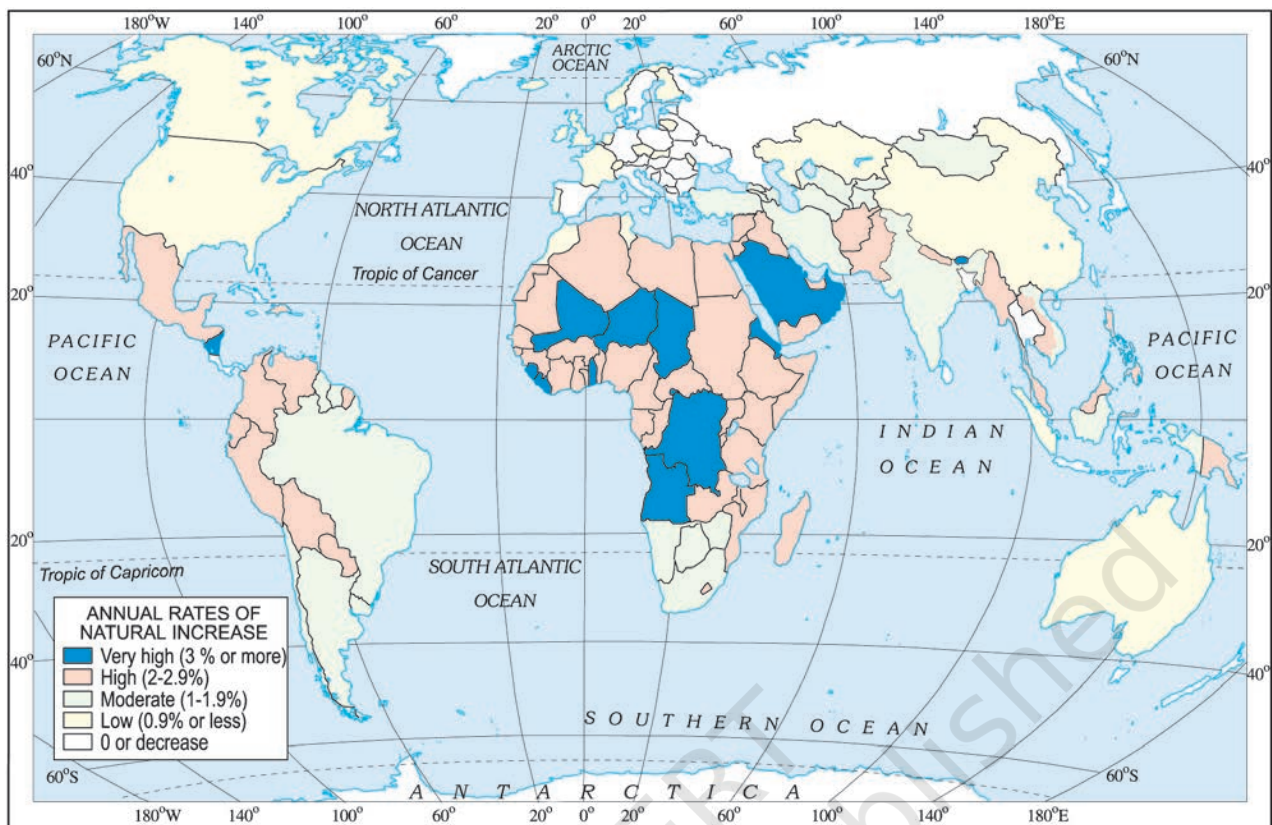 180°W 140° 100° 20° 0° 20° 60° 100° 140° 180°E
60°N
ARCTIC
OCEAN
60°N
40°
40°
NORTH ATLANTIC
OCEAN
Tropic of Cancer
20°
20°
PACIFIC
OCEAN
PACIFIC
OCEAN
0°
0°
INDIAN
OCEAN
20°
20°
Tropic of Capricorn
SOUTH ATLANTIC
OCEAN
ANNUAL RATES OF
NATURAL INCREASE
Very high (3 % or more)
High (2-2.9%)
Moderate (1-1.9%)
Low (0.9% or less)
0 or decrease
40°
40°
SOUTHERN OCEAN
60°S
60°S
ANTARCTICA
180°W 140° 100° 60° 20° 0° 20° 60° 100° 140° 180°E